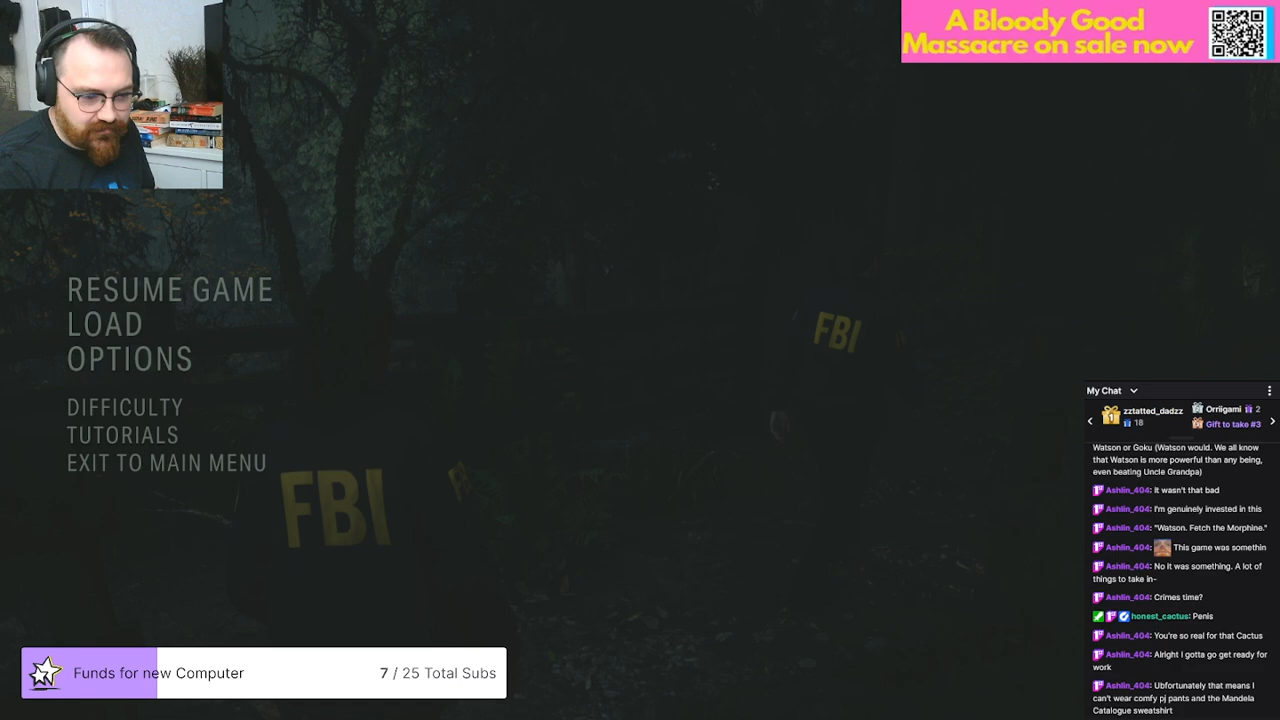 A Bloody Good
Massacre on sale now
RESUME GAME
LOAD
OPTIONS
DIFFICULTY
TUTORIALS
EXIT TO MAIN MENU
FBI
FBI
My Chat
zztatted_dadzz
18
Orriigami 2
Gift to take #3
Watson or Goku (Watson would. We all know
that Watson is more powerful than any being,
even beating Uncle Grandpa)
Ashlin_404: It wasn't that bad
Ashlin_404: I'm genuinely invested in this
Ashlin_404: "Watson. Fetch the Morphine."
Ashlin_404: This game was somethin
Ashlin_404: No it was something. A lot of
things to take in-
Ashlin_404: Crimes time?
honest_cactus: Penis
Ashlin_404: You're so real for that Cactus
Ashlin_404: Alright I gotta go get ready for
work
Ashlin_404: Ubfortunately that means I
can't wear comfy pj pants and the Mandela
Catalogue sweatshirt
Funds for new Computer
7 / 25 Total Subs